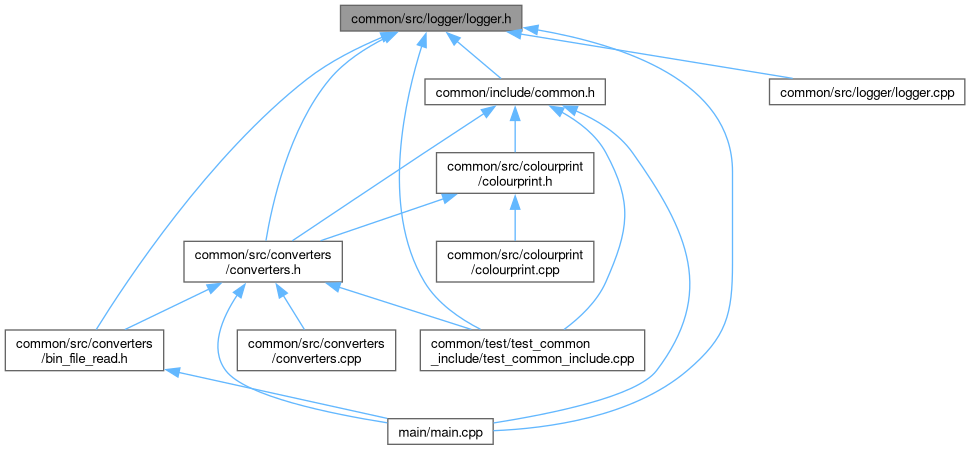 common/src/logger/logger.h
common/include/common.h
common/src/logger/logger.cpp
common/src/colourprint
/colourprint.h
common/src/converters
/converters.h
common/src/colourprint
/colourprint.cpp
common/src/converters
/bin_file_read.h
common/src/converters
/converters.cpp
common/test/test_common
_include/test_common_include.cpp
main/main.cpp